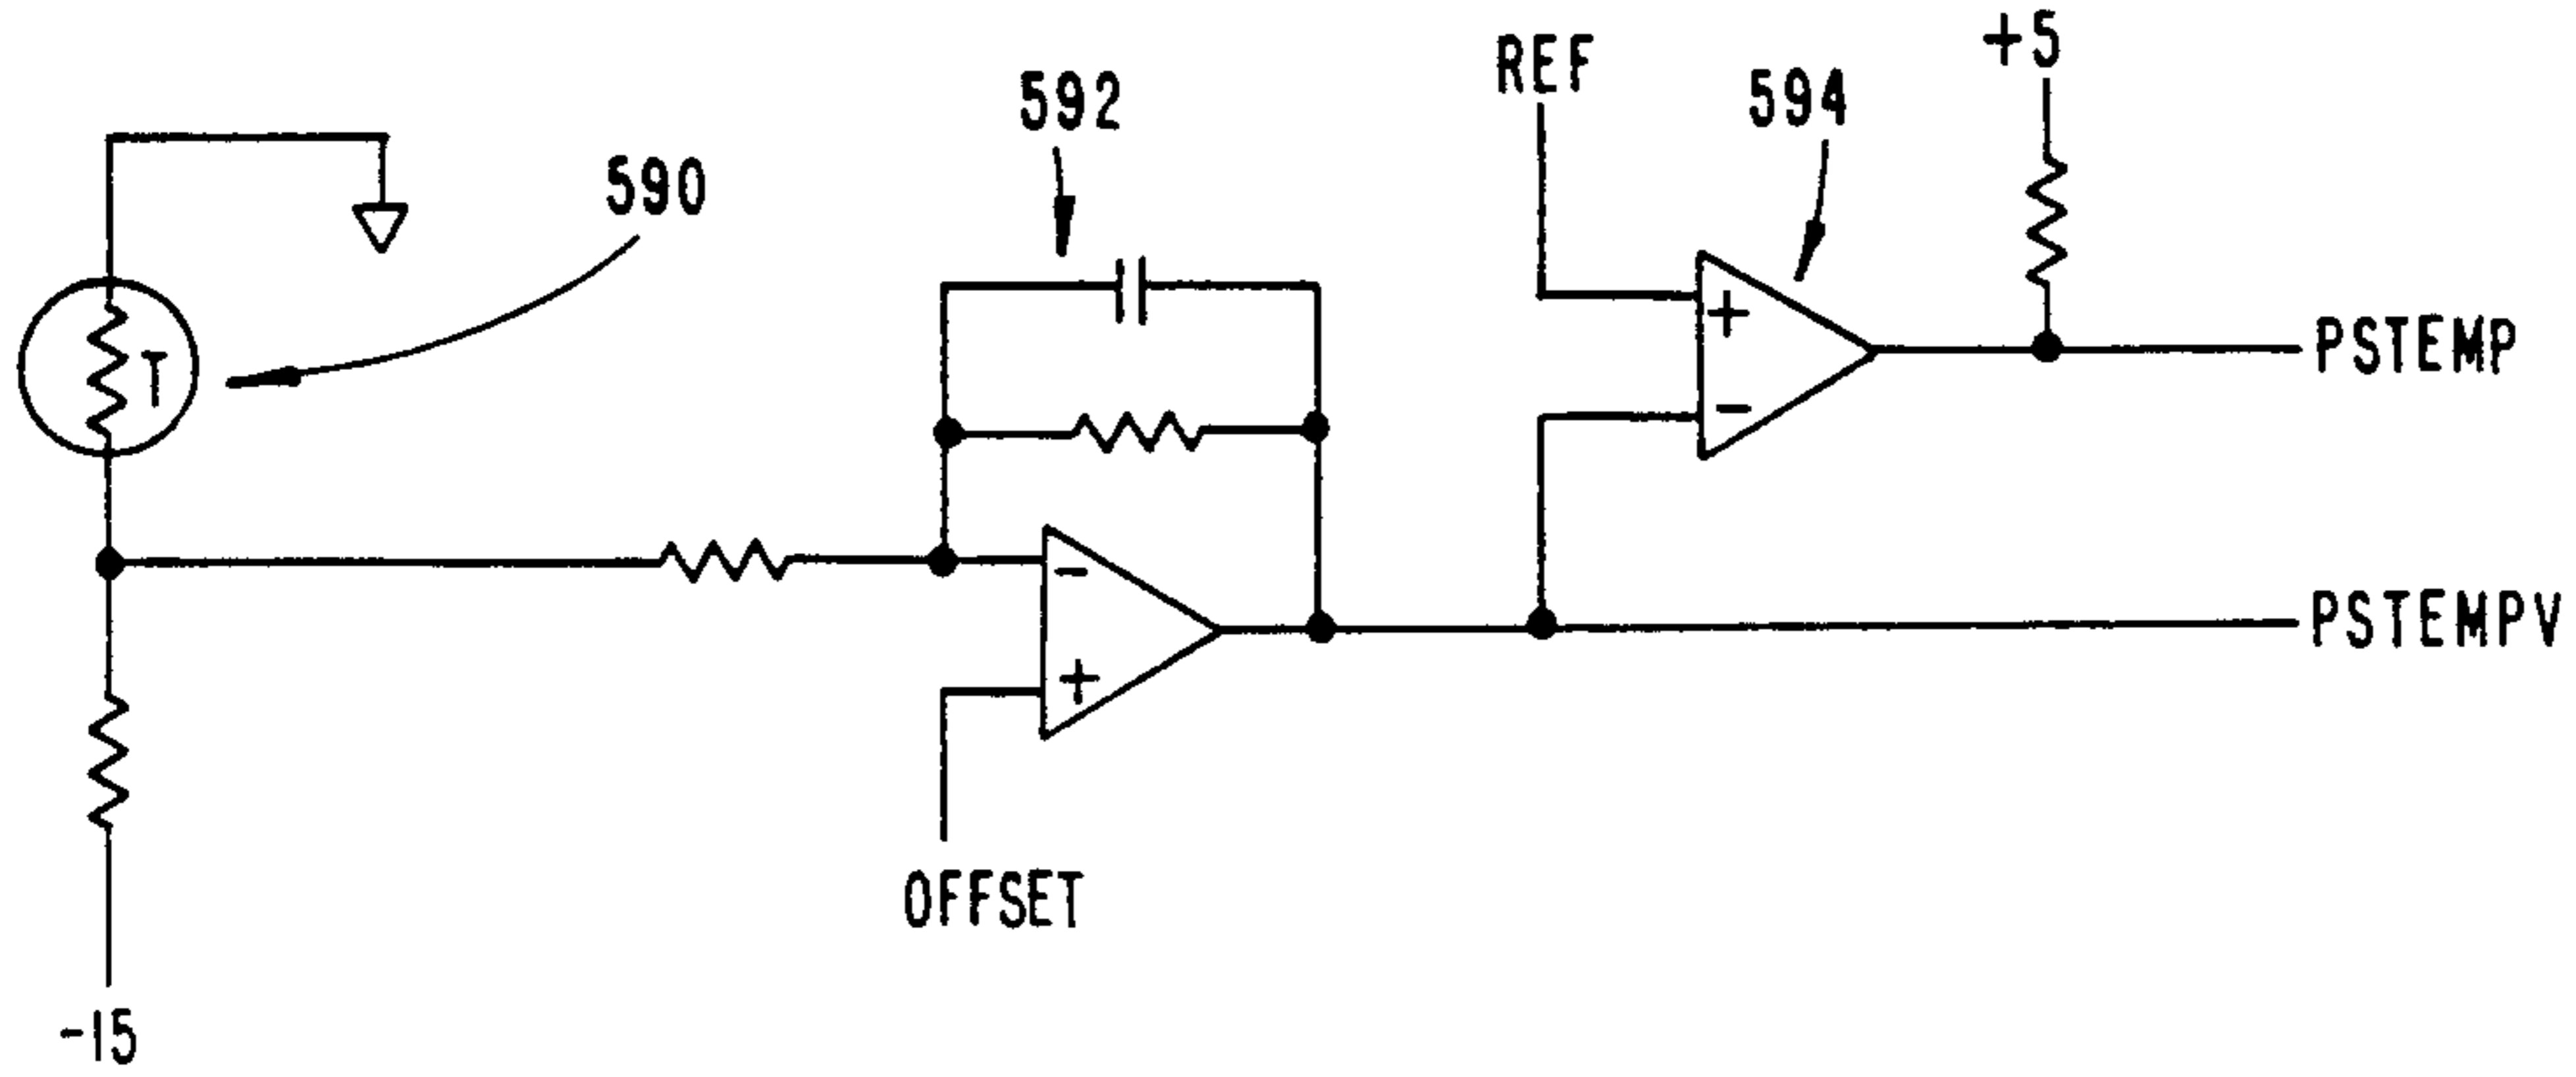 +5
REF
592
594
590
T
+
PSTEMP
-
-
PSTEMPV
+
OFFSET
-15